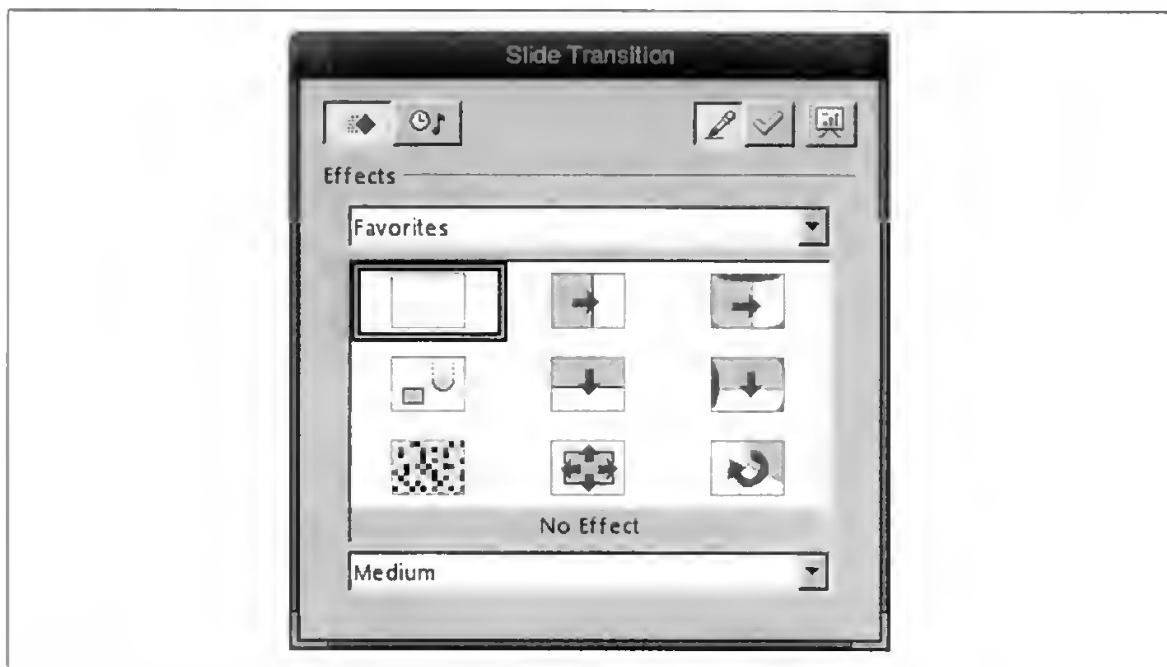 Slide Transition
Effects
Favorites
No Effect
Medium